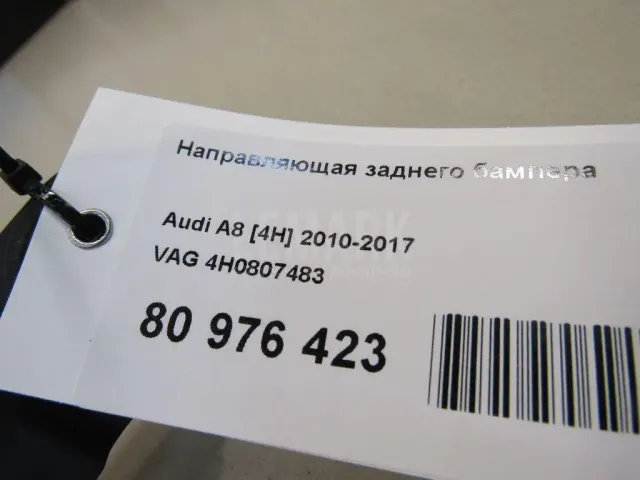 Направляющая заднего бампера
Audi A8 [4H] 2010-2017
VAG 4H0807483
80 976 423